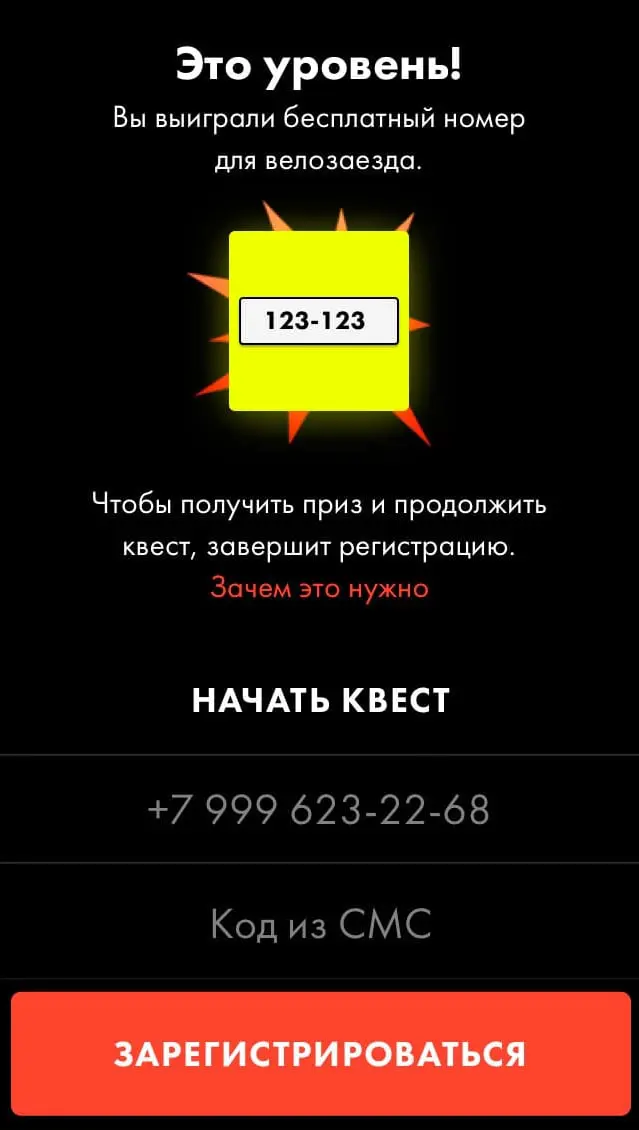 Это уровень!
Вы выиграли бесплатный номер
для велозаезда.
123-123
Чтобы получить приз и продолжить
квест, завершит регистрацию.
Зачем это нужно
НАЧАТЬ КВЕСТ
+7 999 623-22-68
Код из СМС
ЗАРЕГИСТРИРОВАТЬСЯ